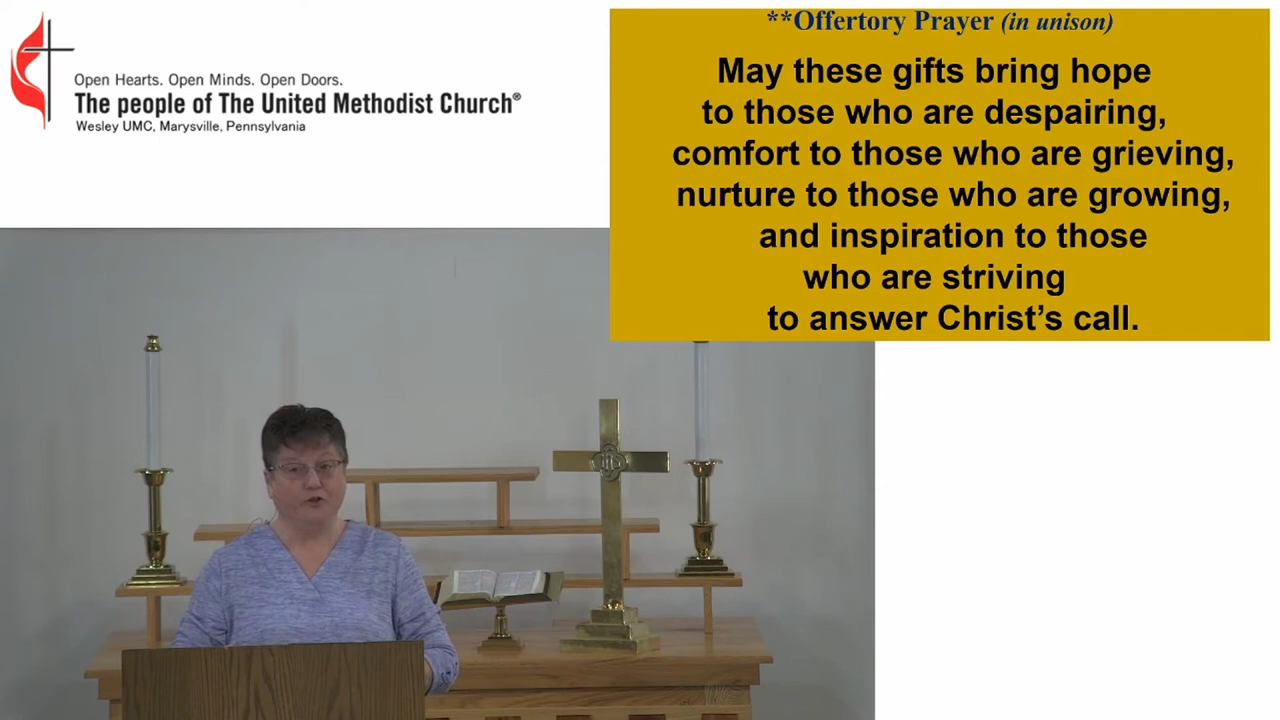 Open Hearts. Open Minds. Open Doors.
The people of The United Methodist Church®
Wesley UMC, Marysville, Pennsylvania
**Offertory Prayer (in unison)
May these gifts bring hope
to those who are despairing,
comfort to those who are grieving,
nurture to those who are growing,
and inspiration to those
who are striving
to answer Christ’s call.